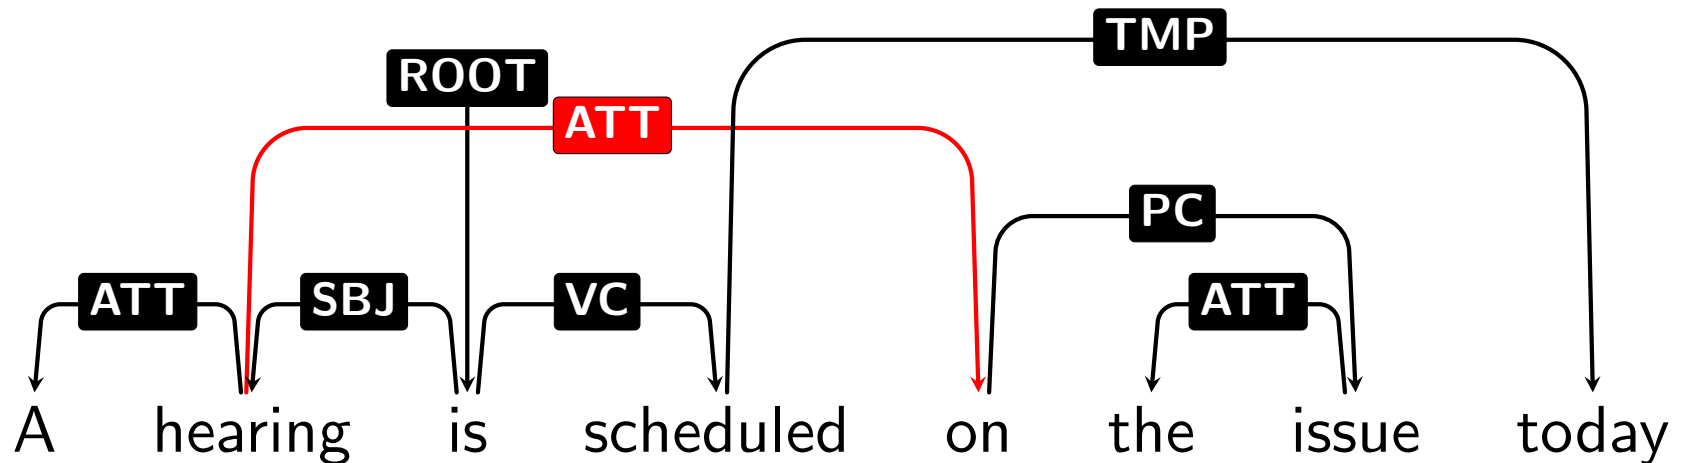 TMP
ROOT
ATT
PC
ATT SBJ VC ATT
A hearing is scheduled on the issue today